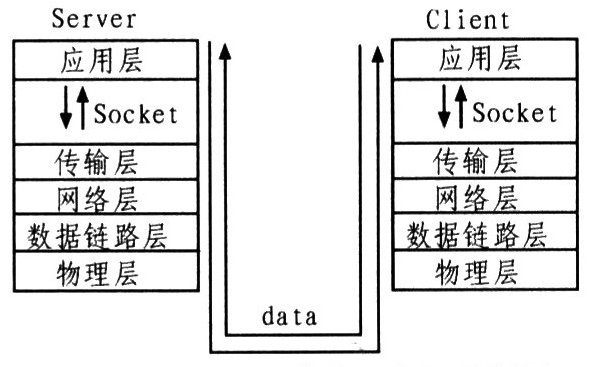 Server
应用层
Socket
传输层
网络层
数据链路层
物理层
Client
应用层
Socket
传输层
网络层
数据链路层
物理层
data